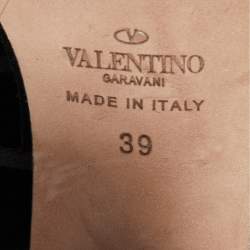 VALENTINO
GARAVANI
MADE IN ITALY
39